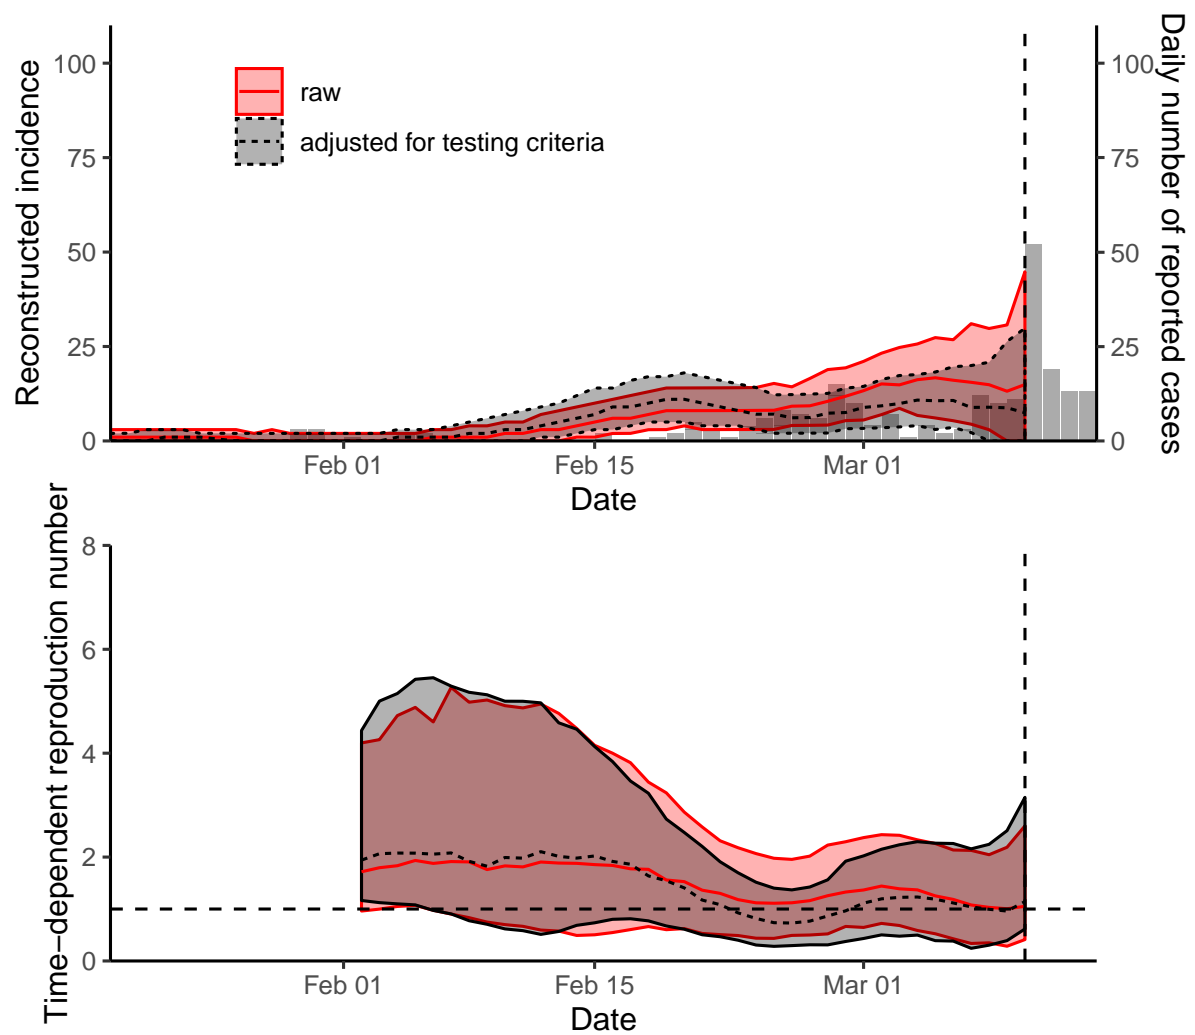 Reconstructed incidence
100
75
50
25
0
raw
adjusted for testing criteria
100
75
50
25
0
Daily number of reported cases
Feb 01
Feb 15
Mar 01
Date
Time−dependent reproduction number
8
6
4
2
0
Feb 01
Feb 15
Mar 01
Date